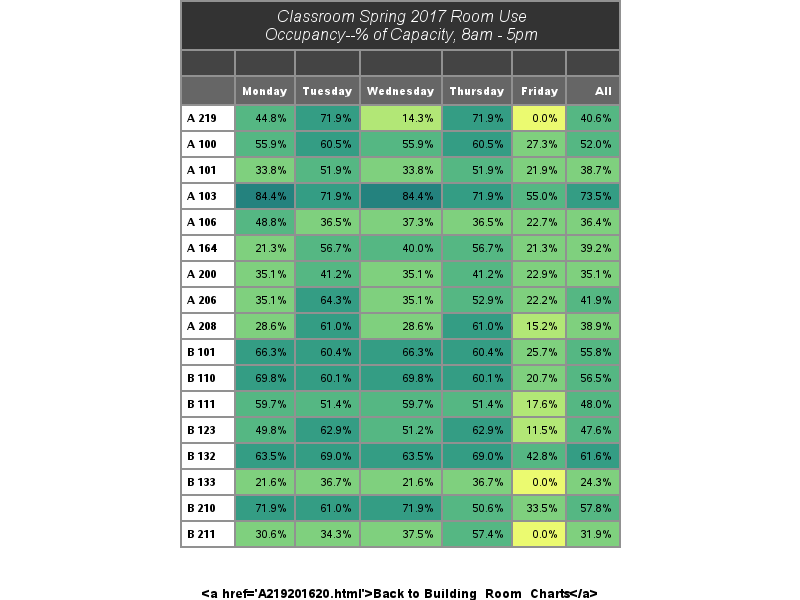 Classroom Spring 2017 Room Use
Occupancy--% of Capacity, 8am - 5pm
Monday Tuesday Wednesday Thursday Friday All
A 219 44.8% 71.9% 14.3% 71.9% 0.0% 40.6%
A 100 55.9% 60.5% 55.9% 60.5% 27.3% 52.0%
A 101 33.8% 51.9% 33.8% 51.9% 21.9% 38.7%
A 103 84.4% 71.9% 84.4% 71.9% 55.0% 73.5%
A 106 48.8% 36.5% 37.3% 36.5% 22.7% 36.4%
A 164 21.3% 56.7% 40.0% 56.7% 21.3% 39.2%
A 200 35.1% 41.2% 35.1% 41.2% 22.9% 35.1%
A 206 35.1% 64.3% 35.1% 52.9% 22.2% 41.9%
A 208 28.6% 61.0% 28.6% 61.0% 15.2% 38.9%
B 101 66.3% 60.4% 66.3% 60.4% 25.7% 55.8%
B 110 69.8% 60.1% 69.8% 60.1% 20.7% 56.5%
B 111 59.7% 51.4% 59.7% 51.4% 17.6% 48.0%
B 123 49.8% 62.9% 51.2% 62.9% 11.5% 47.6%
B 132 63.5% 69.0% 63.5% 69.0% 42.8% 61.6%
B 133 21.6% 36.7% 21.6% 36.7% 0.0% 24.3%
B 210 71.9% 61.0% 71.9% 50.6% 33.5% 57.8%
B 211 30.6% 34.3% 37.5% 57.4% 0.0% 31.9%
<a href='A219201620.html'>Back to Building_Room_Charts</a>